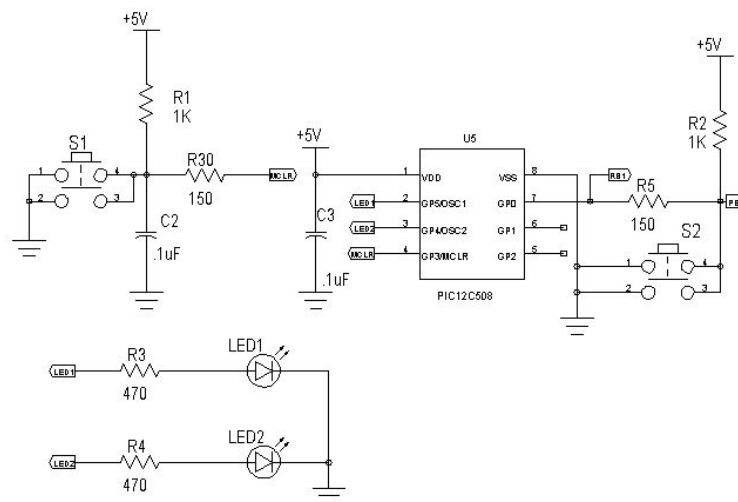 +5V
R1
1K
S1
1
2
4
3
R30
150
MCLR
C2
.1uF
+5V
C3
.1uF
U5
1
VDD
VSS
8
LED1
2
GP5/OSC1
GP0
7
LED2
3
GP4/OSC2
GP1
6
MCLR
4
GP3/MCLR
GP2
5
PIC12C508
+5V
R2
1K
RB1
R5
150
S2
1
2
4
3
LED1
R3
470
LED1
LED2
R4
470
LED2